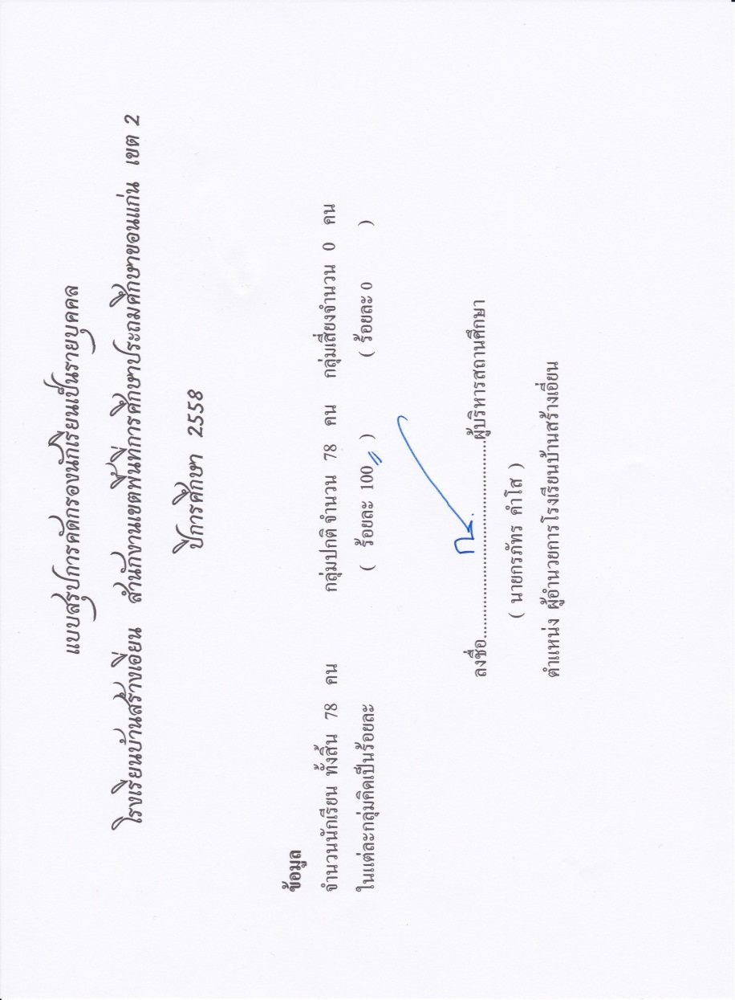 แบบสรุปการคัดกรองนักเรียนเป็นรายบุคคล
โรงเรียนบ้านสร้างเอี่ยน สำนักงานเขตพื้นที่การศึกษาประถมศึกษาขอนแก่น เขต 2
ปีการศึกษา 2558
ข้อมูล
จำนวนนักเรียน ทั้งสิ้น 78 คน กลุ่มปกติ จำนวน 78 คน กลุ่มเสี่ยงจำนวน 0 คน
ในแต่ละกลุ่มคิดเป็นร้อยละ ( ร้อยละ 100 ) ( ร้อยละ 0 )
ลงชื่อ..................................................ผู้บริหารสถานศึกษา
( นายกรภัทร คำโส )
ตำแหน่ง ผู้อำนวยการโรงเรียนบ้านสร้างเอี่ยน